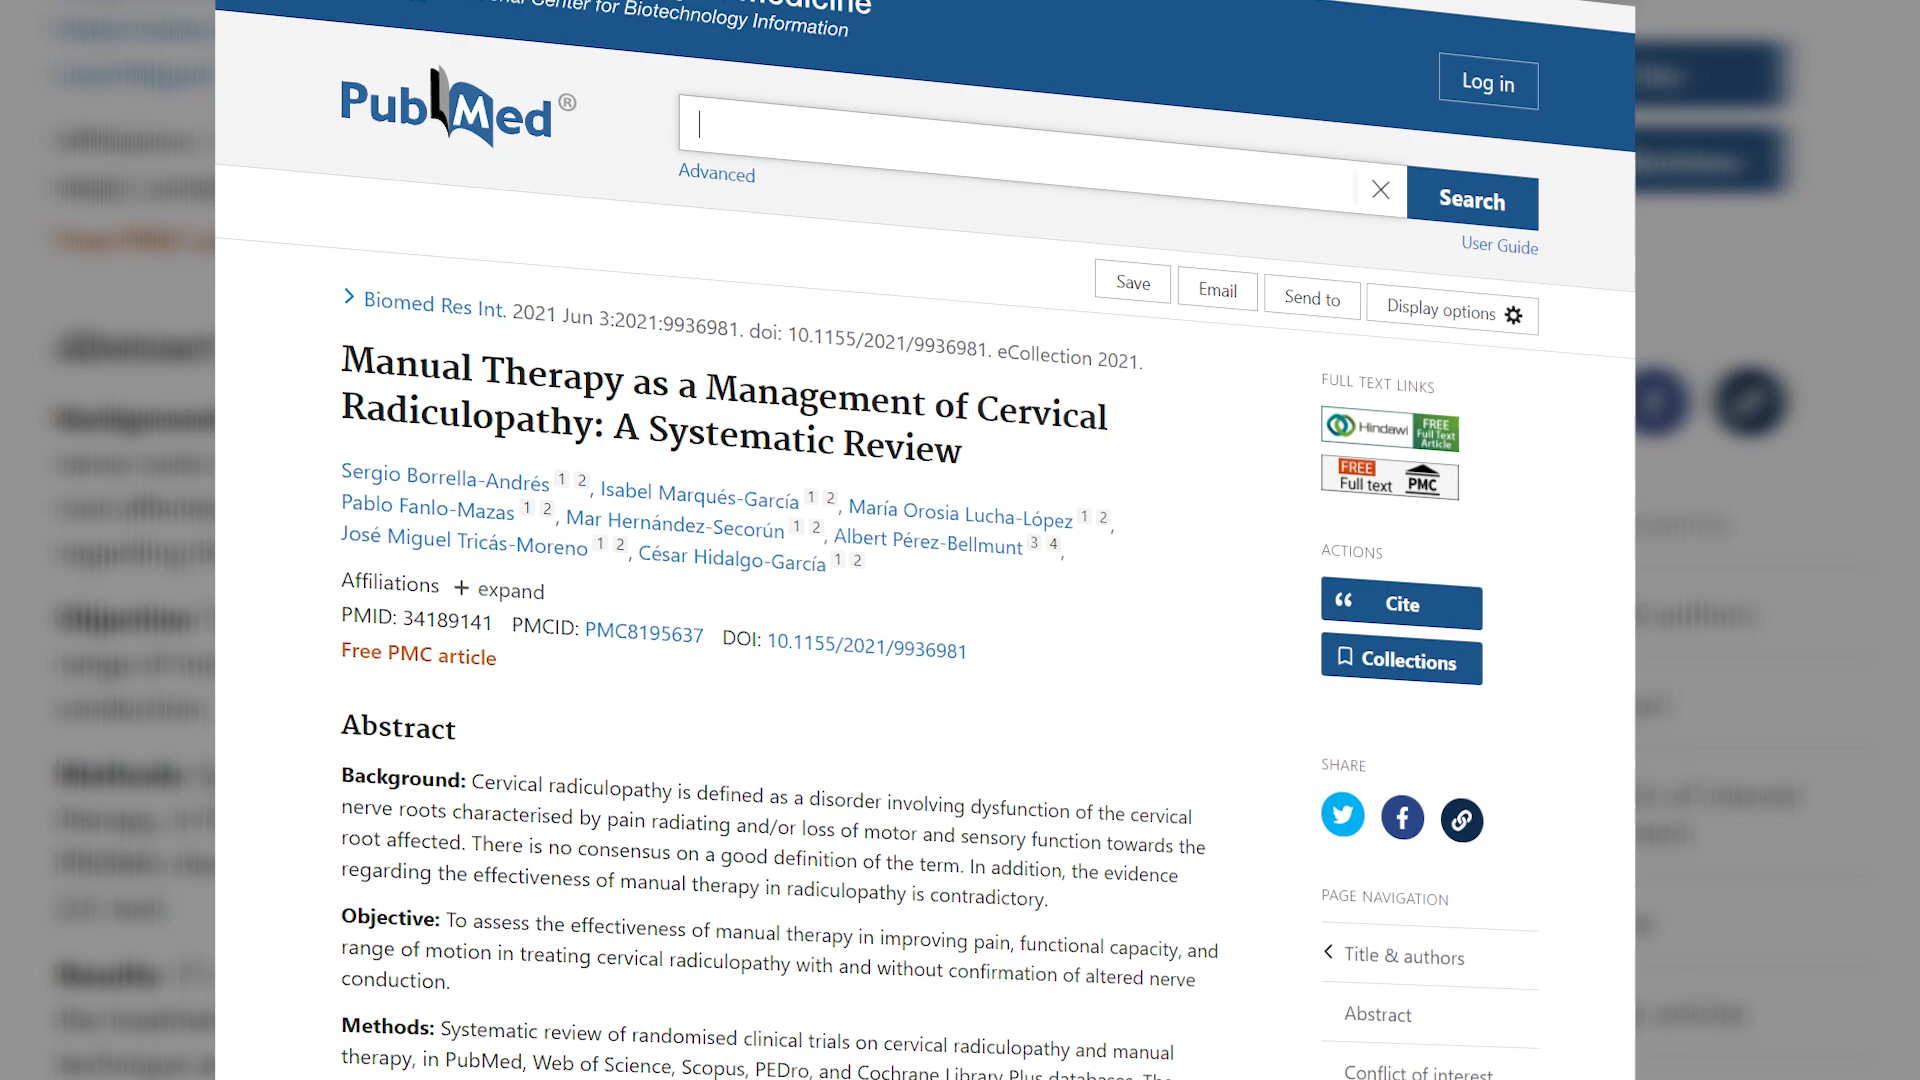 Center for Biotechnology Information
Log in
PubMed®
Advanced
Search
User Guide
Save
Email
Send to
Display options
Biomed Res Int. 2021 Jun 3:2021:9936981. doi: 10.1155/2021/9936981. eCollection 2021.
Manual Therapy as a Management of Cervical
Radiculopathy: A Systematic Review
Sergio Borrella-Andrés 1 2, Isabel Marqués-García 1 2, María Orosia Lucha-López 1 2,
Pablo Fanlo-Mazas 1 2, Mar Hernández-Secorún 1 2, Albert Pérez-Bellmunt 3 4,
José Miguel Tricás-Moreno 1 2, César Hidalgo-García 1 2
Affiliations + expand
PMID: 34189141 PMCID: PMC8195637 DOI: 10.1155/2021/9936981
Free PMC article
Abstract
Background: Cervical radiculopathy is defined as a disorder involving dysfunction of the cervical
nerve roots characterised by pain radiating and/or loss of motor and sensory function towards the
root affected. There is no consensus on a good definition of the term. In addition, the evidence
regarding the effectiveness of manual therapy in radiculopathy is contradictory.
Objective: To assess the effectiveness of manual therapy in improving pain, functional capacity, and
range of motion in treating cervical radiculopathy with and without confirmation of altered nerve
conduction.
Methods: Systematic review of randomised clinical trials on cervical radiculopathy and manual
therapy, in PubMed, Web of Science, Scopus, PEDro, and Cochrane Library Plus databases. The
FULL TEXT LINKS
Hindawi FREE Full Text Article
FREE Full text PMC
ACTIONS
Cite
Collections
SHARE
PAGE NAVIGATION
Title & authors
Abstract
Conflict of interest